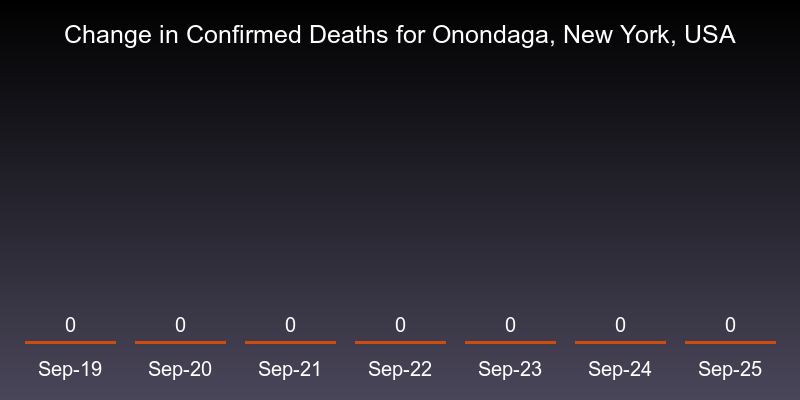 Change in Confirmed Deaths for Onondaga, New York, USA
0 0 0 0 0 0 0
Sep-19 Sep-20 Sep-21 Sep-22 Sep-23 Sep-24 Sep-25